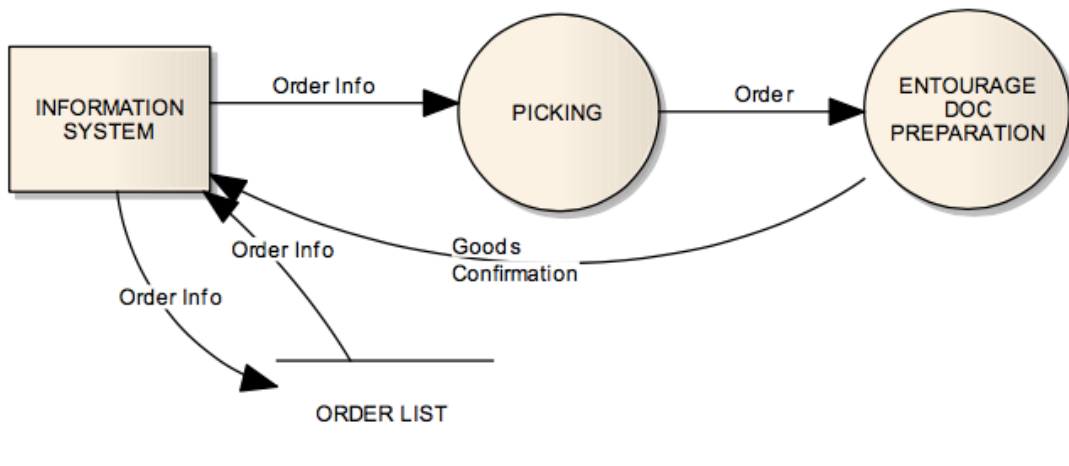 Order Info
INFORMATION
SYSTEM
PICKING
Order
ENTOURAGE
DOC
PREPARATION
Order Info
Goods
Confirmation
Order Info
ORDER LIST